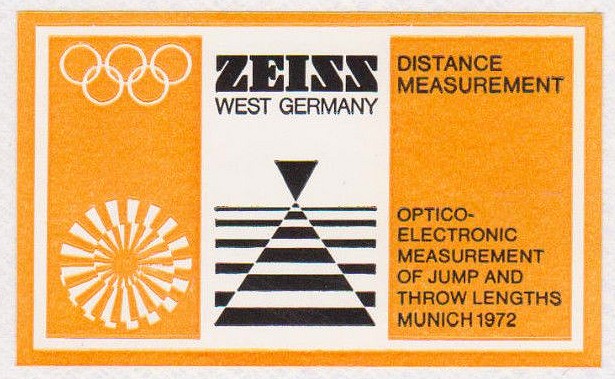 ZEISS
WEST GERMANY
DISTANCE
MEASUREMENT
OPTICO-
ELECTRONIC
MEASUREMENT
OF JUMP AND
THROW LENGTHS
MUNICH 1972